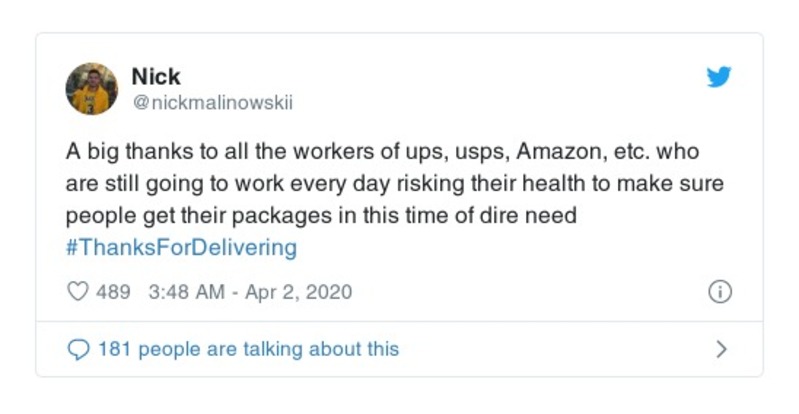 Nick
@nickmalinowskii
A big thanks to all the workers of ups, usps, Amazon, etc. who
are still going to work every day risking their health to make sure
people get their packages in this time of dire need
#ThanksForDelivering
489 3:48 AM - Apr 2, 2020
181 people are talking about this